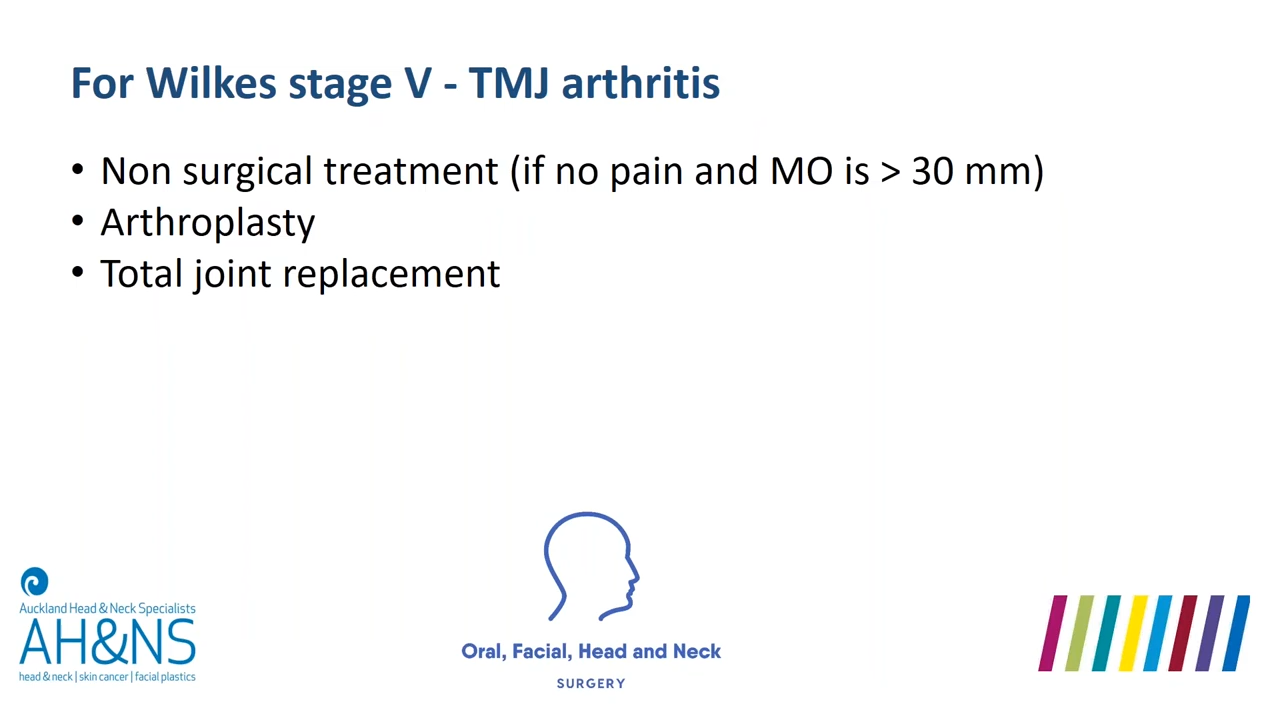 For Wilkes stage V - TMJ arthritis
• Non surgical treatment (if no pain and MO is > 30 mm)
• Arthroplasty
• Total joint replacement
Auckland Head & Neck Specialists
AH&NS
head & neck | skin cancer | facial plastics
Oral, Facial, Head and Neck
SURGERY